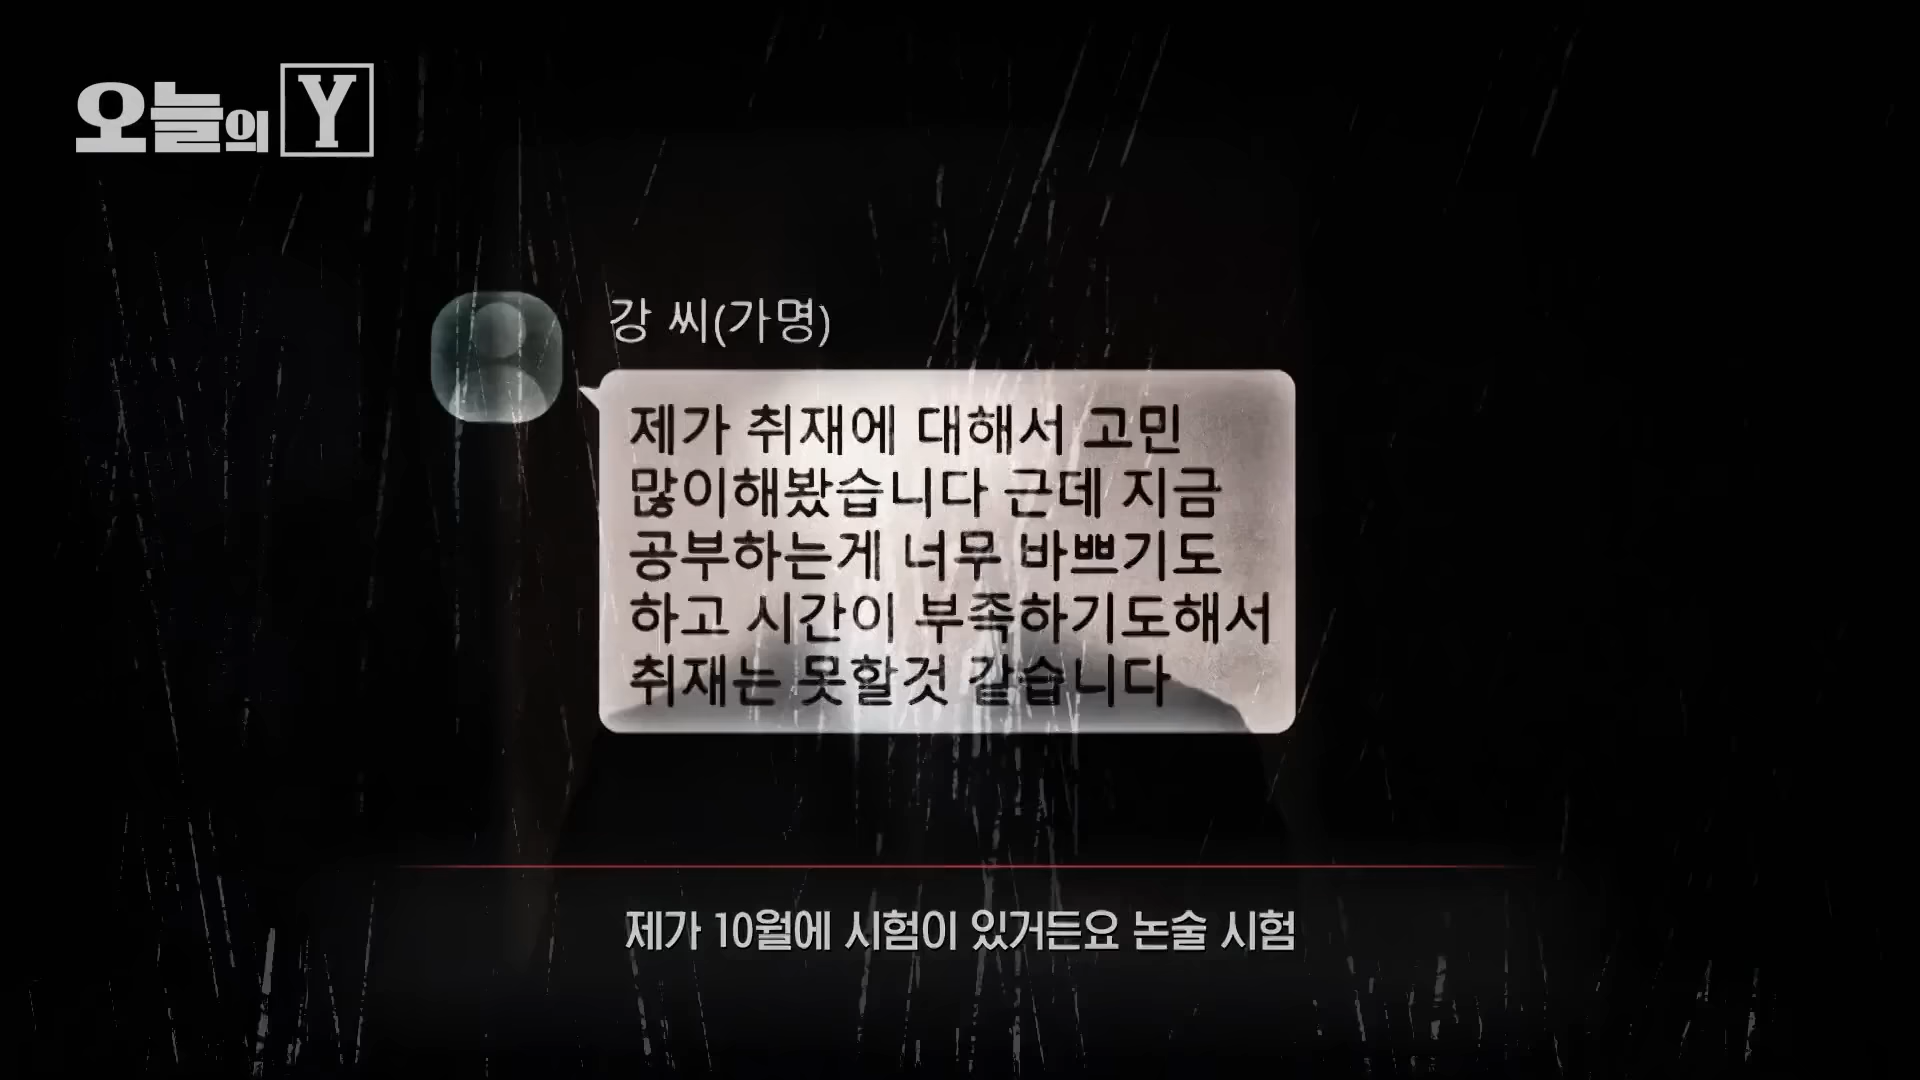 오늘의 Y
강 씨(가명)
제가 취재에 대해서 고민
많이해봤습니다 근데 지금
공부하는게 너무 바쁘기도
하고 시간이 부족하기도해서
취재는 못할것 같습니다
제가 10월에 시험이 있거든요 논술 시험